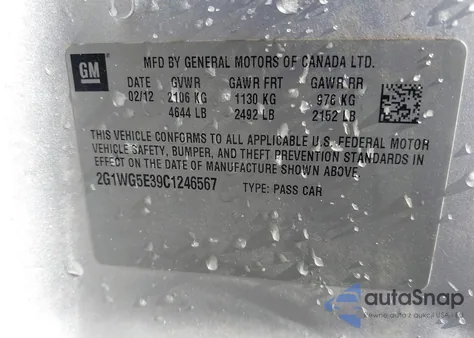 GM
MFD BY GENERAL MOTORS OF CANADA LTD.
DATE GVWR GAWR FRT GAWR RR
02/12 2106 KG 1130 KG 976 KG
4644 LB 2492 LB 2152 LB
THIS VEHICLE CONFORMS TO ALL APPLICABLE U.S. FEDERAL MOTOR
VEHICLE SAFETY, BUMPER, AND THEFT PREVENTION STANDARDS IN
EFFECT ON THE DATE OF MANUFACTURE SHOWN ABOVE.
2G1WG5E39C1246567 TYPE: PASS CAR
autoSnap